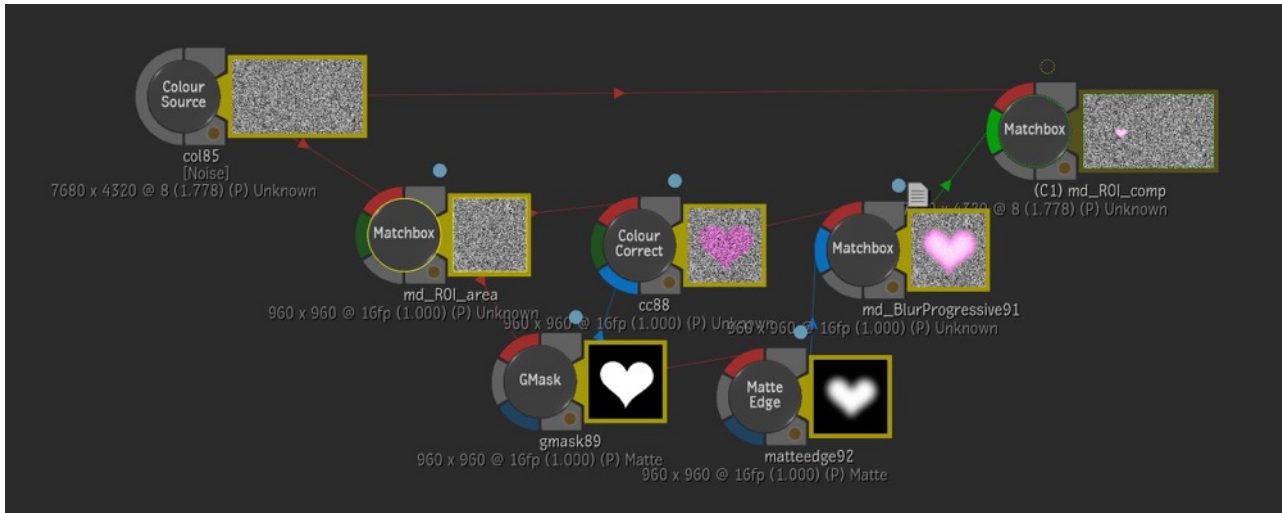 Colour
Source
col85
[Noise]
7680 x 4320 @ 8 (1.778) (P) Unknown
Matchbox
(C1) md_ROI_comp
4320 @ 8 (1.778) (P) Unknown
Matchbox
md_ROI_area
960 x 960 @ 16fp (1.000) (P) Unknown
Colour
Correct
cc88
960 x 960 @ 16fp (1.000) (P) Unknown
Matchbox
md_BlurProgressive91
960 x 960 @ 16fp (1.000) (P) Unknown
GMask
gmask89
960 x 960 @ 16fp (1.000) (P) Matte
Matte
Edge
matteedge92
960 x 960 @ 16fp (1.000) (P) Matte